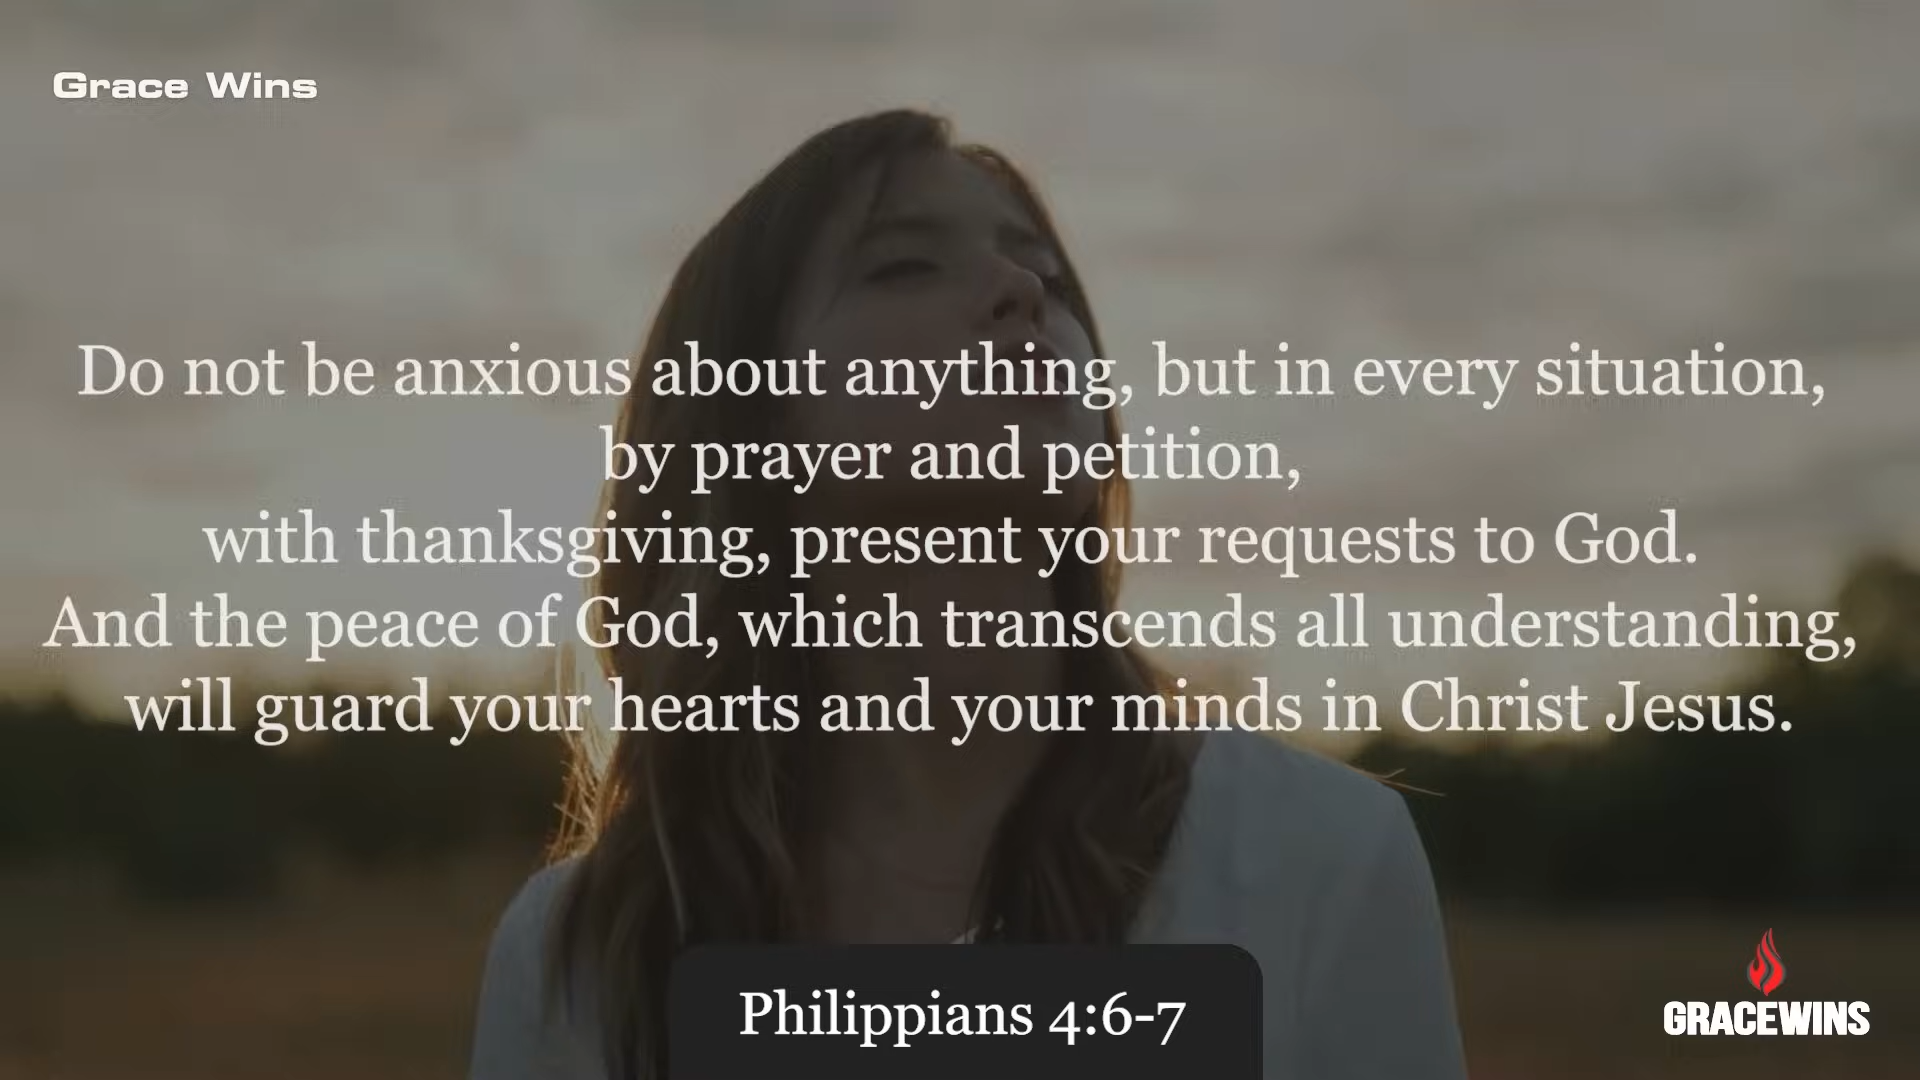 Grace Wins
Do not be anxious about anything, but in every situation,
by prayer and petition,
with thanksgiving, present your requests to God.
And the peace of God, which transcends all understanding,
will guard your hearts and your minds in Christ Jesus.
Philippians 4:6-7
GRACEWINS